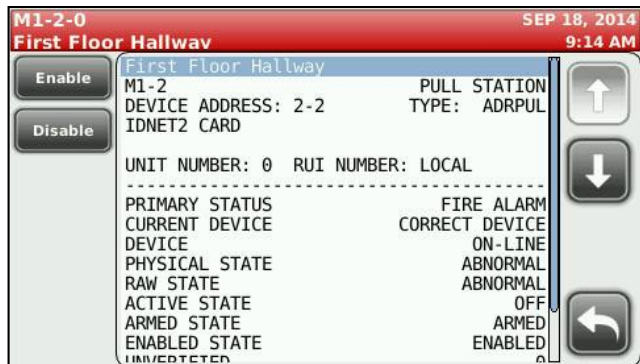 M1-2-0 SEP 18, 2014
First Floor Hallway 9:14 AM
Enable
Disable
First Floor Hallway
M1-2 PULL STATION
DEVICE ADDRESS: 2-2 TYPE: ADRPUL
IDNET2 CARD
UNIT NUMBER: 0 RUI NUMBER: LOCAL
--------------------------------------------
PRIMARY STATUS FIRE ALARM
CURRENT DEVICE CORRECT DEVICE
DEVICE ON-LINE
PHYSICAL STATE ABNORMAL
RAW STATE ABNORMAL
ACTIVE STATE OFF
ARMED STATE ARMED
ENABLED STATE ENABLED
UNVERIFIED 0